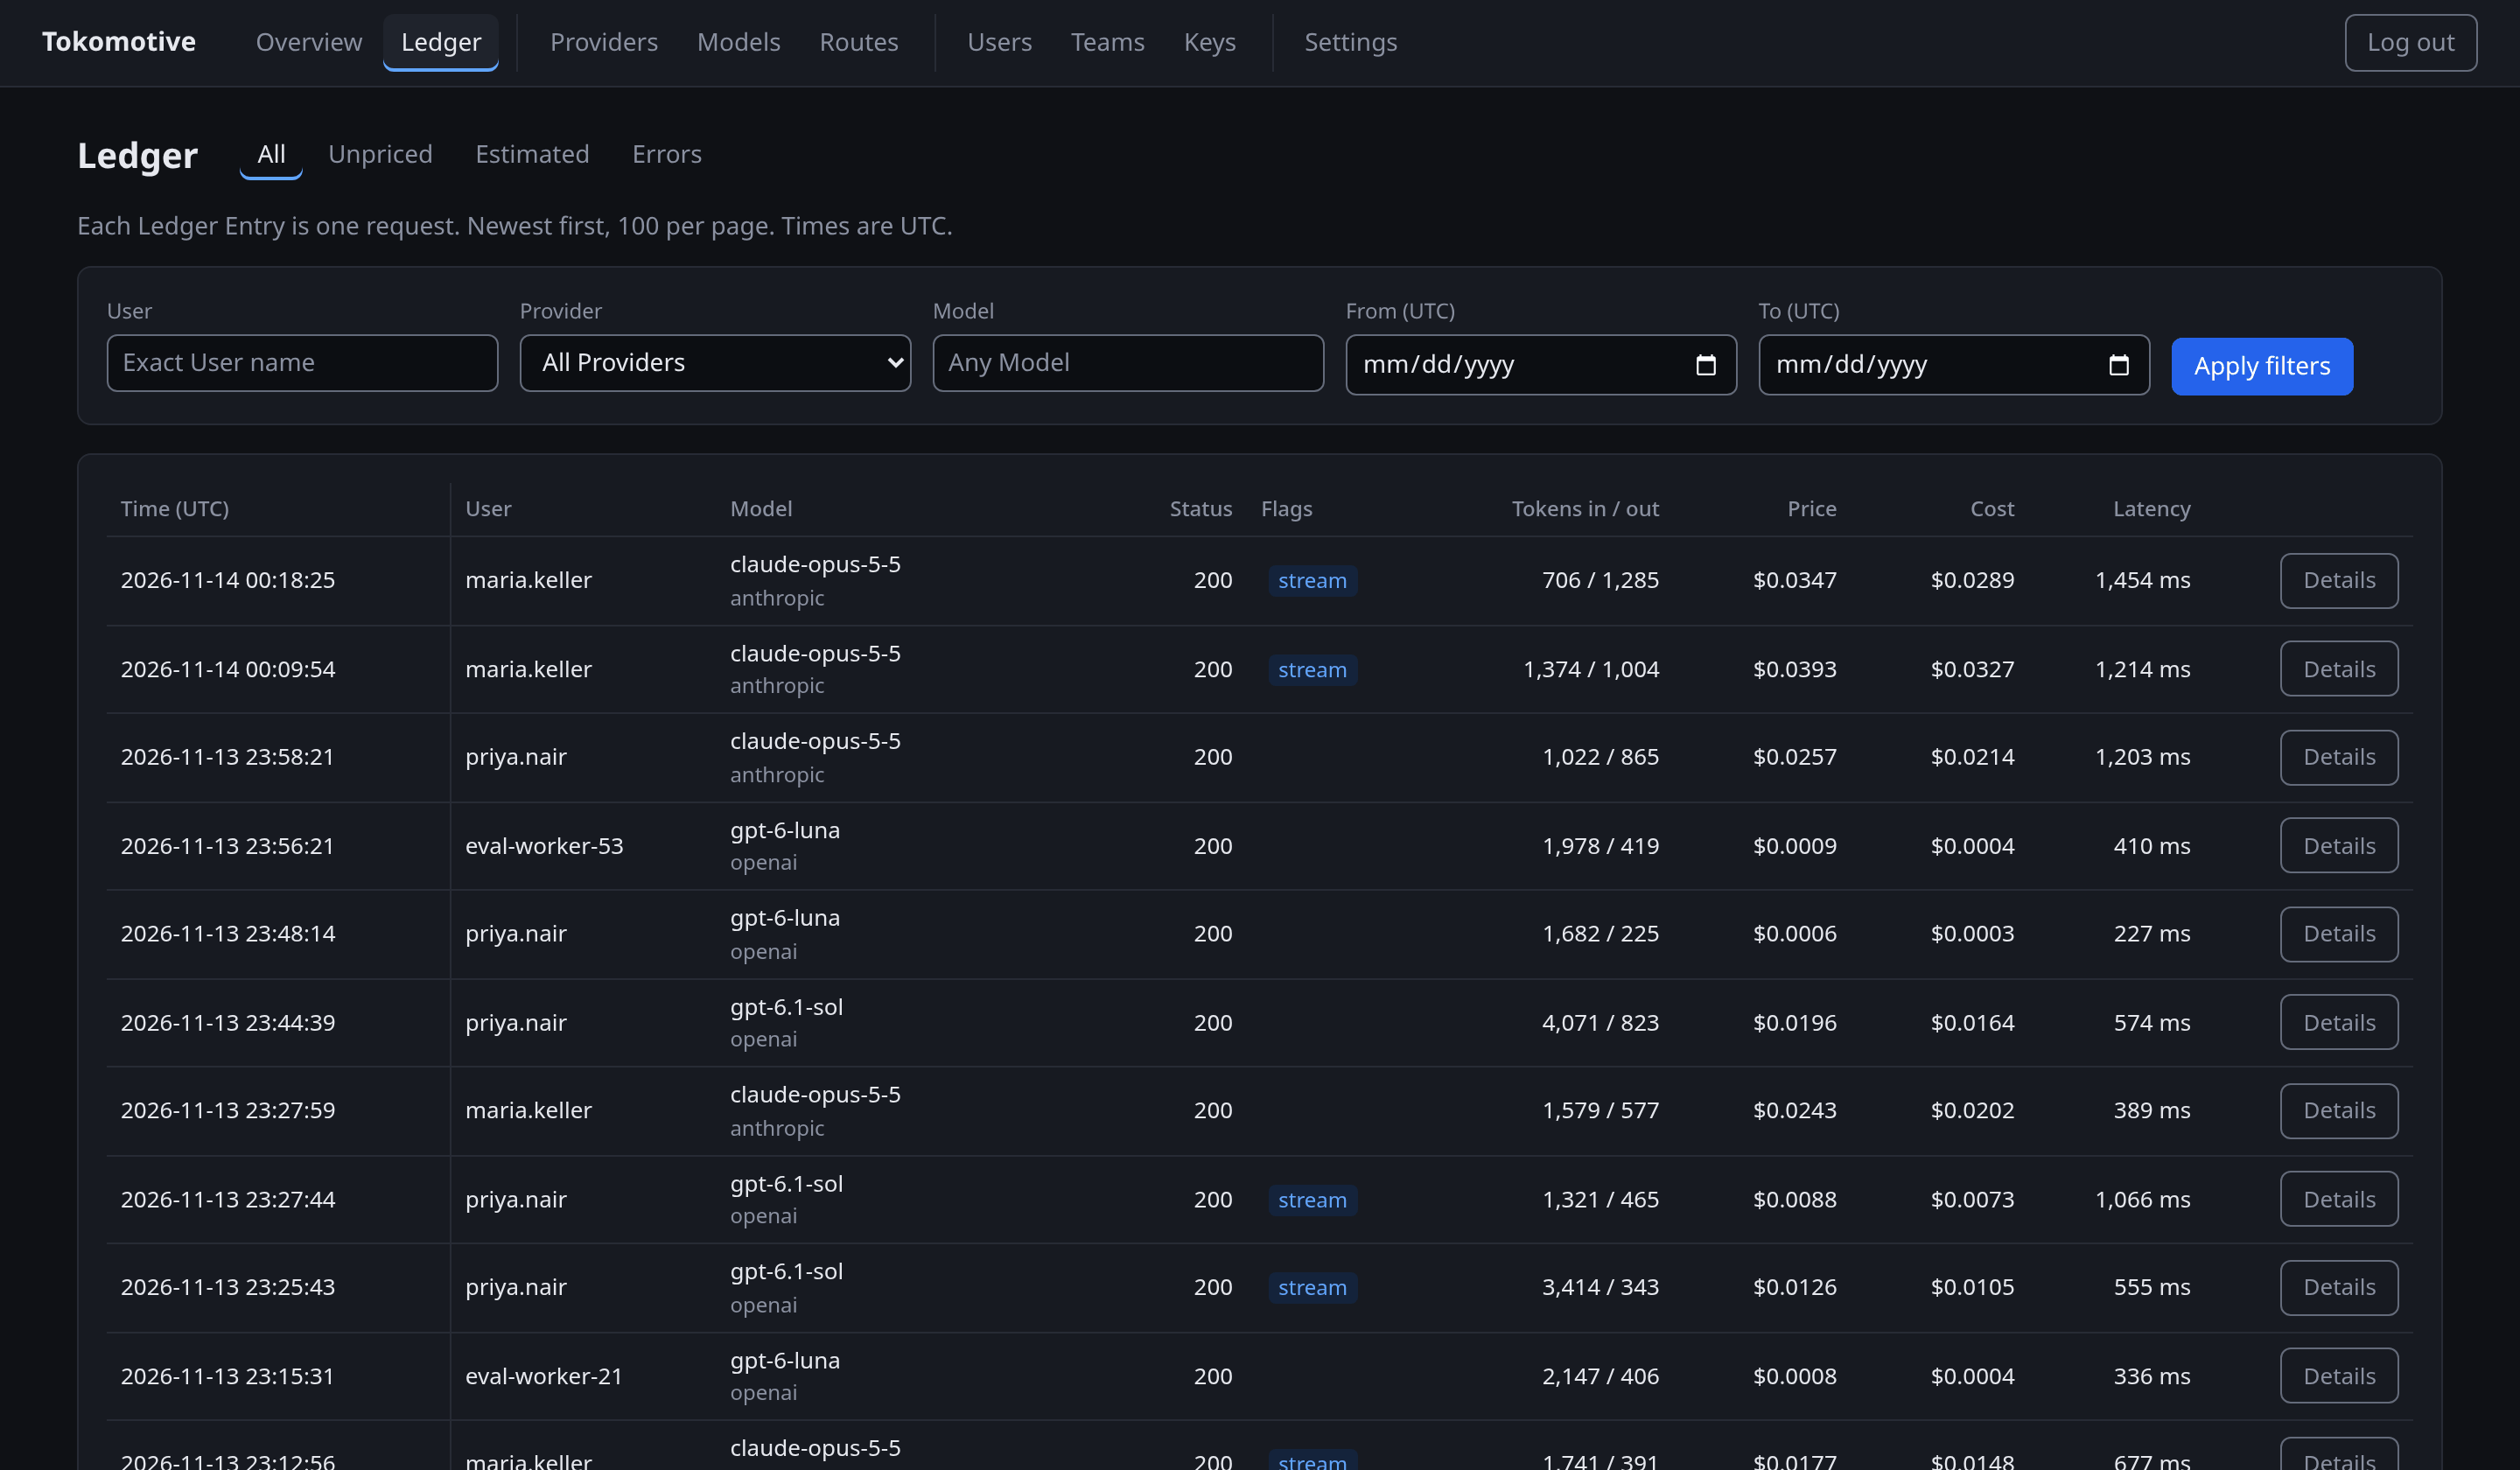 Tokomotive Overview Ledger Providers Models Routes Users Teams Keys Settings Log out
Ledger All Unpriced Estimated Errors
Each Ledger Entry is one request. Newest first, 100 per page. Times are UTC.
User Provider Model From (UTC) To (UTC)
Exact User name All Providers Any Model mm/dd/yyyy mm/dd/yyyy Apply filters
Time (UTC) User Model Status Flags Tokens in / out Price Cost Latency
2026-11-14 00:18:25 maria.keller claude-opus-5-5 200 stream 706 / 1,285 $0.0347 $0.0289 1,454 ms Details
anthropic
2026-11-14 00:09:54 maria.keller claude-opus-5-5 200 stream 1,374 / 1,004 $0.0393 $0.0327 1,214 ms Details
anthropic
2026-11-13 23:58:21 priya.nair claude-opus-5-5 200 1,022 / 865 $0.0257 $0.0214 1,203 ms Details
anthropic
2026-11-13 23:56:21 eval-worker-53 gpt-6-luna 200 1,978 / 419 $0.0009 $0.0004 410 ms Details
openai
2026-11-13 23:48:14 priya.nair gpt-6-luna 200 1,682 / 225 $0.0006 $0.0003 227 ms Details
openai
2026-11-13 23:44:39 priya.nair gpt-6.1-sol 200 4,071 / 823 $0.0196 $0.0164 574 ms Details
openai
2026-11-13 23:27:59 maria.keller claude-opus-5-5 200 1,579 / 577 $0.0243 $0.0202 389 ms Details
anthropic
2026-11-13 23:27:44 priya.nair gpt-6.1-sol 200 stream 1,321 / 465 $0.0088 $0.0073 1,066 ms Details
openai
2026-11-13 23:25:43 priya.nair gpt-6.1-sol 200 stream 3,414 / 343 $0.0126 $0.0105 555 ms Details
openai
2026-11-13 23:15:31 eval-worker-21 gpt-6-luna 200 2,147 / 406 $0.0008 $0.0004 336 ms Details
openai
2026-11-13 23:12:56 maria.keller claude-opus-5-5 200 stream 1,741 / 391 $0.0177 $0.0148 677 ms Details